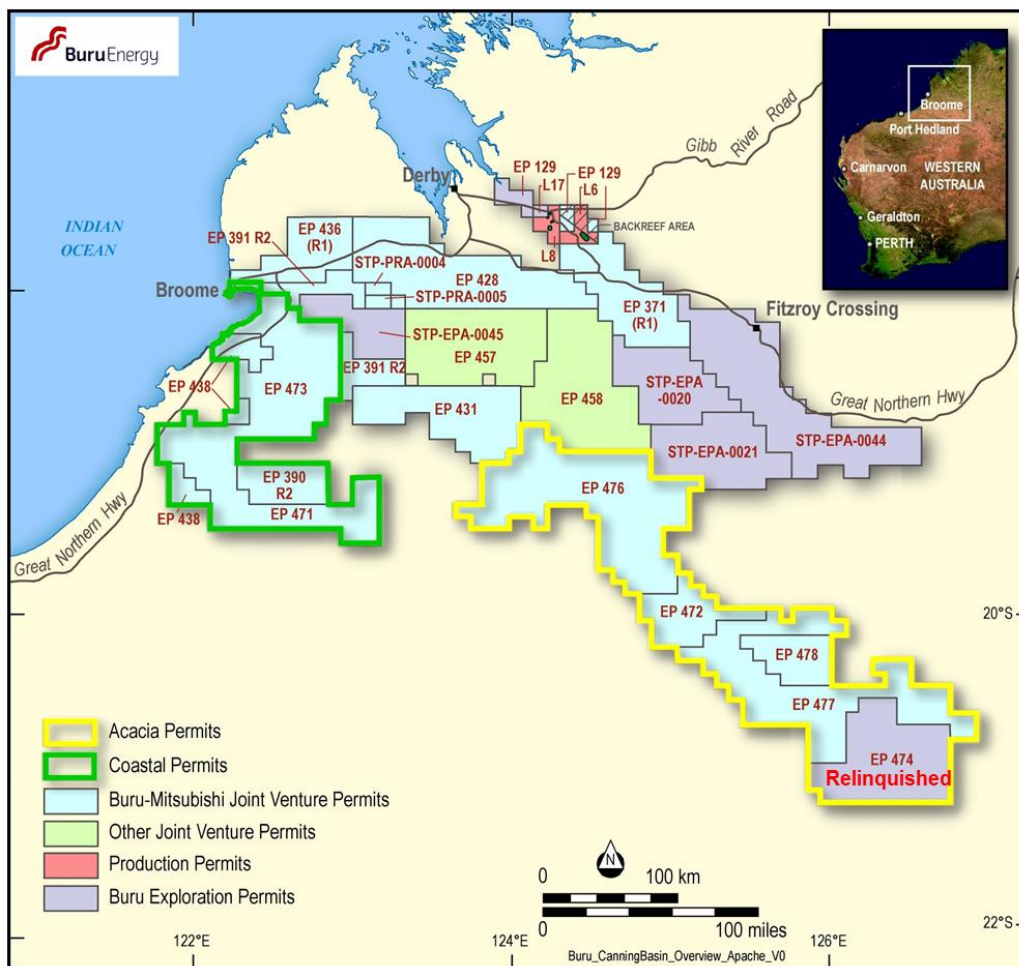 BuruEnergy
122°E
124°E
126°E
Broome
Port Hedland
Carnarvon
WESTERN
AUSTRALIA
Geraldton
PERTH
Gibb River Road
Derby
EP 129
L17
EP 129
L6
BACKREEF AREA
L8
INDIAN
OCEAN
EP 436
(R1)
EP 391 R2
STP-PRA-0004
EP 428
STP-PRA-0005
Broome
EP 371
(R1)
Fitzroy Crossing
STP-EPA-0045
EP 457
EP 391 R2
EP 438
EP 473
EP 431
EP 458
STP-EPA
-0020
Great Northern Hwy
STP-EPA-0021
STP-EPA-0044
EP 390
R2
EP 476
EP 438
EP 471
Great Northern Hwy
20°S
EP 472
EP 478
EP 477
EP 474
Relinquished
Acacia Permits
Coastal Permits
Buru-Mitsubishi Joint Venture Permits
Other Joint Venture Permits
Production Permits
Buru Exploration Permits
N
0 100 km
0 100 miles
22°S
122°E
124°E
126°E
Buru_CanningBasin_Overview_Apache_V0